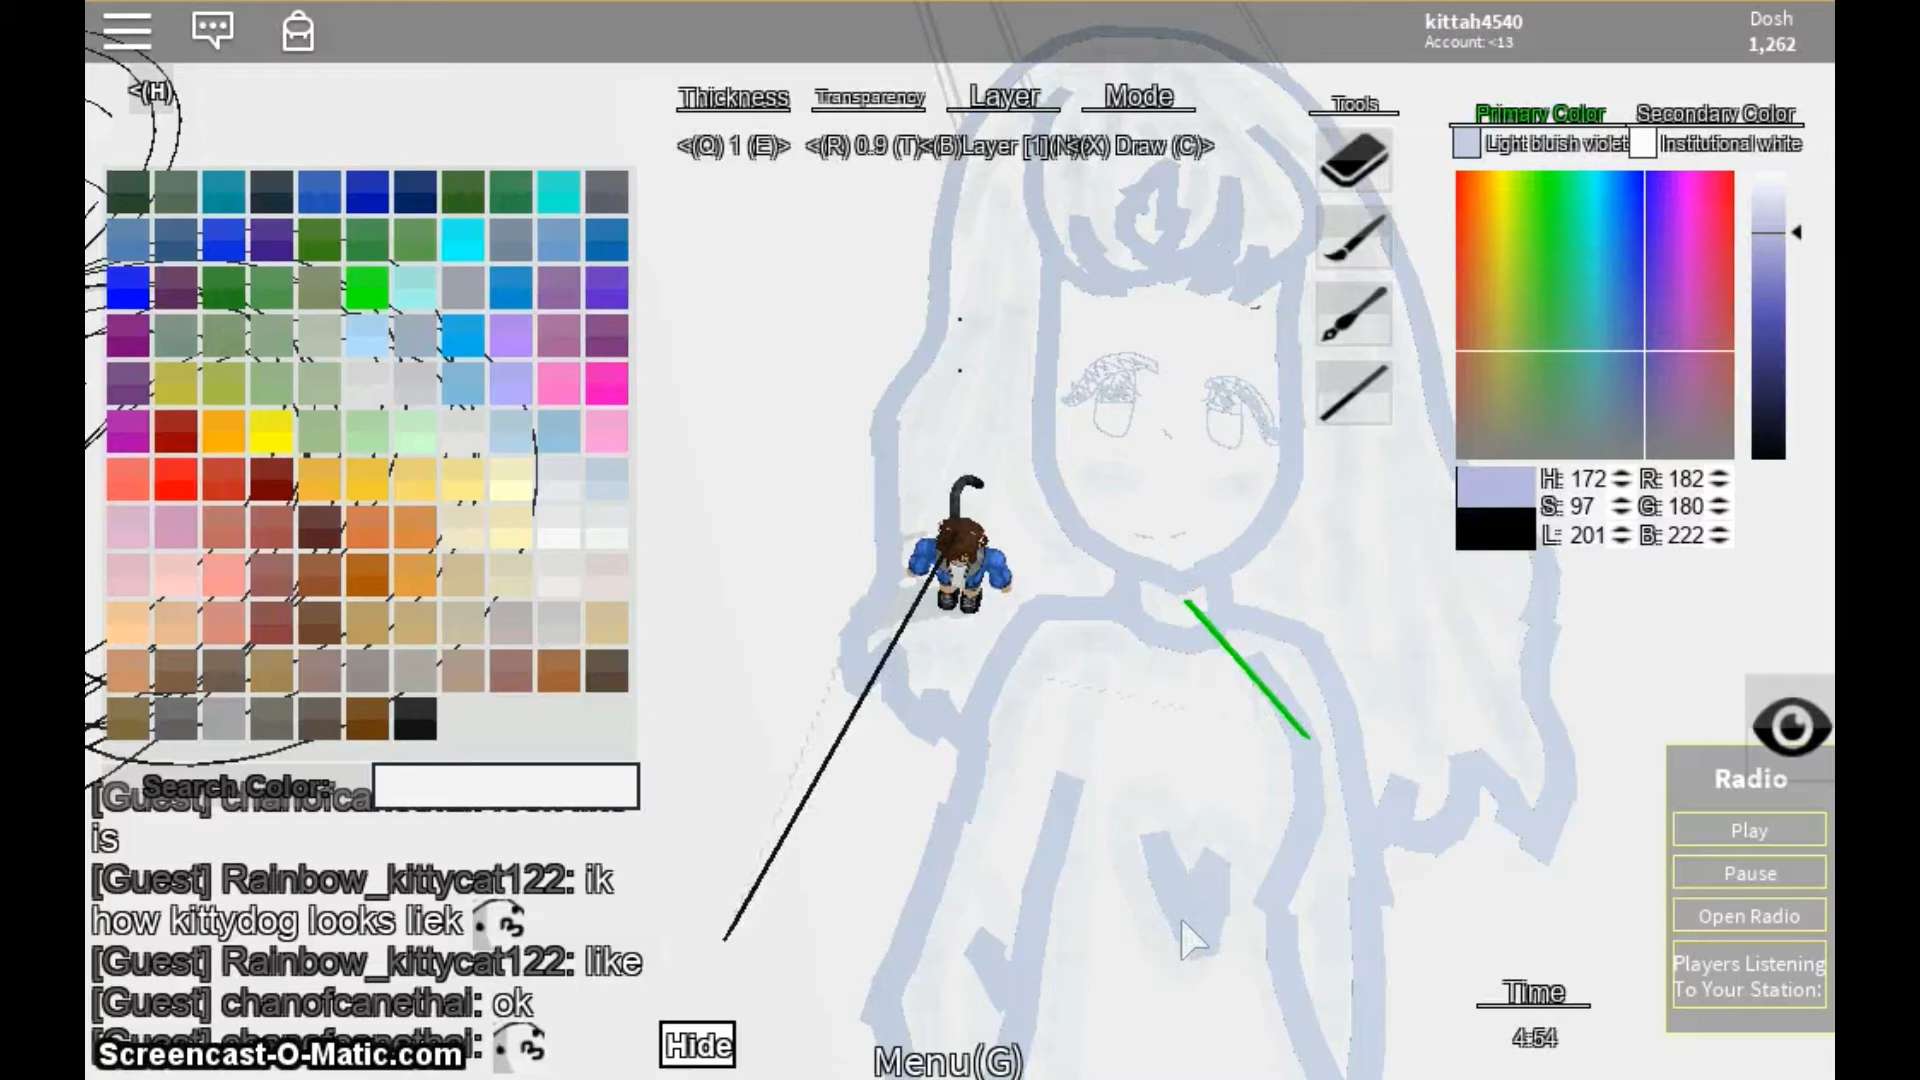 kittah4540
Account: <13
Dosh
1,262
<(H)
Thickness
Transparency
Layer
Mode
Tools
Primary Color
Secondary Color
<(Q) 1 (E)>
<(R) 0.9 (T)>
<(B)Layer [1](N)>
<(X) Draw (C)>
Light bluish violet
Institutional white
H: 172
R: 182
S: 97
G: 180
L: 201
B: 222
Search Color:
[Guest]
is
[Guest] Rainbow_kittycat122: ik
how kittydog looks liek
[Guest] Rainbow_kittycat122: like
[Guest] chanofcanethai: ok
Screencast-O-Matic.com
Hide
Menu(G)
Time
4:54
Radio
Play
Pause
Open Radio
Players Listening
To Your Station: